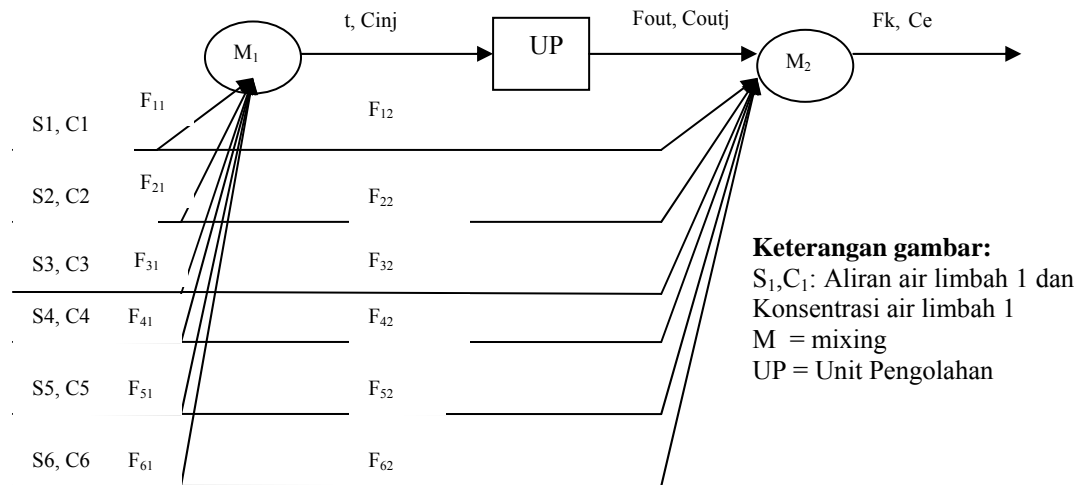 t, Cinj
Fout, Coutj
Fk, Ce
M₁
UP
M₂
F₁₁
F₁₂
S1, C1
F₂₁
F₂₂
S2, C2
S3, C3
F₃₁
F₃₂
S4, C4
F₄₁
F₄₂
S5, C5
F₅₁
F₅₂
S6, C6
F₆₁
F₆₂
Keterangan gambar:
S₁,C₁: Aliran air limbah 1 dan
Konsentrasi air limbah 1
M = mixing
UP = Unit Pengolahan